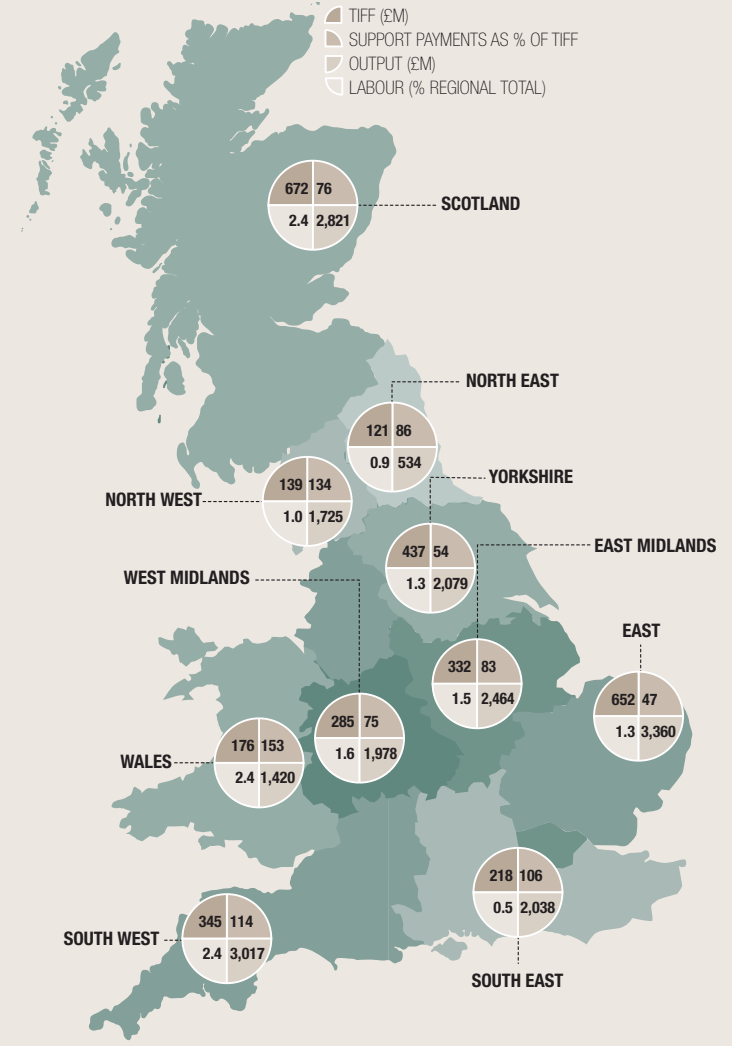 TIFF (£M)
SUPPORT PAYMENTS AS % OF TIFF
OUTPUT (£M)
LABOUR (% REGIONAL TOTAL)
672 76
2.4 2,821
SCOTLAND
NORTH EAST
121 86
0.9 534
NORTH WEST
139 134
1.0 1,725
YORKSHIRE
437 54
1.3 2,079
EAST MIDLANDS
332 83
1.5 2,464
WEST MIDLANDS
285 75
1.6 1,978
EAST
652 47
1.3 3,360
WALES
176 153
2.4 1,420
218 106
0.5 2,038
SOUTH EAST
SOUTH WEST
345 114
2.4 3,017